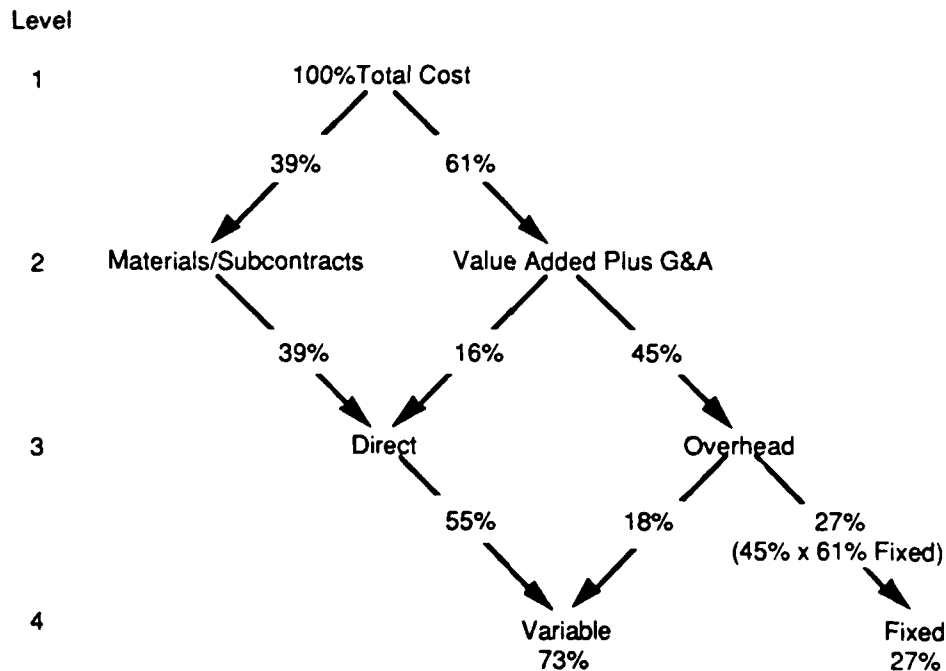 Level
1 100%Total Cost
39% 61%
2 Materials/Subcontracts Value Added Plus G&A
39% 16% 45%
3 Direct Overhead
55% 18% 27%
(45% x 61% Fixed)
4 Variable Fixed
73% 27%